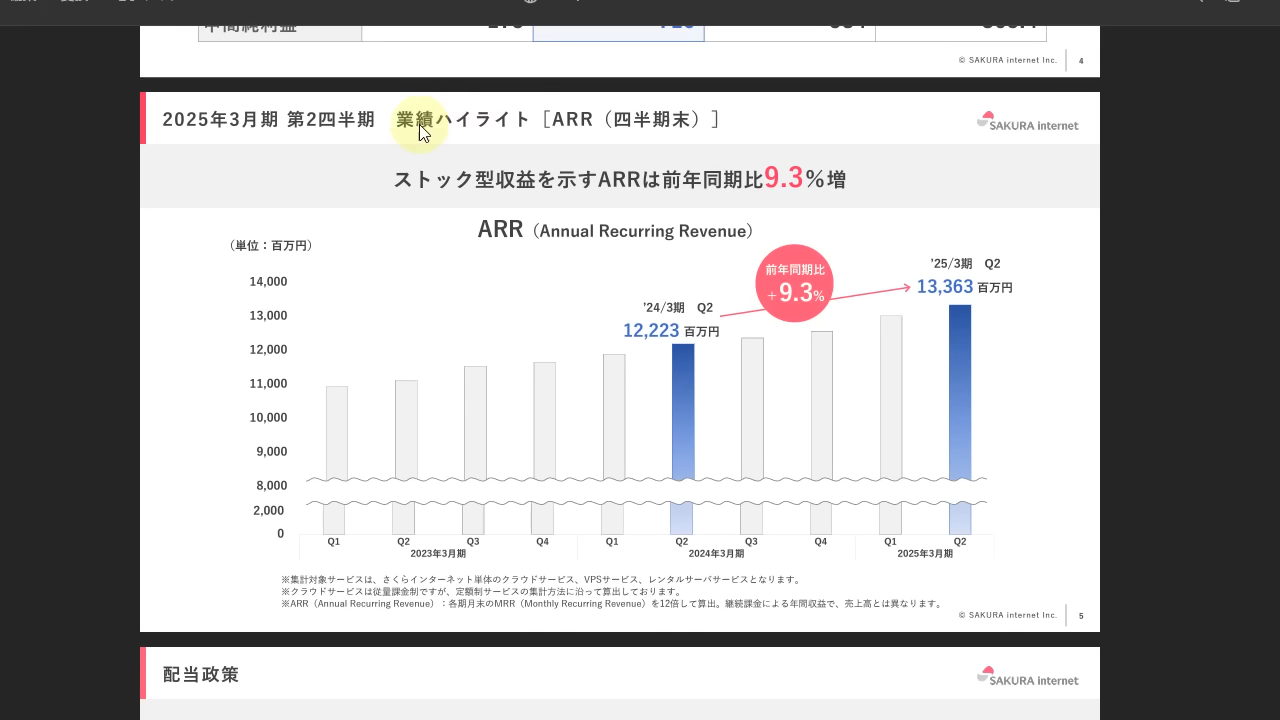 © SAKURA internet Inc.
4
2025年3月期 第2四半期　業績ハイライト［ARR（四半期末）］
SAKURA internet
ストック型収益を示すARRは前年同期比9.3%増
ARR（Annual Recurring Revenue）
（単位：百万円）
14,000
13,000
12,000
11,000
10,000
9,000
8,000
2,000
0
’24/3期　Q2
12,223 百万円
前年同期比
+9.3%
’25/3期　Q2
13,363 百万円
Q1 Q2 Q3 Q4 Q1 Q2 Q3 Q4 Q1 Q2
2023年3月期 2024年3月期 2025年3月期
※集計対象サービスは、さくらインターネット単体のクラウドサービス、VPSサービス、レンタルサーバサービスとなります。
※クラウドサービスは従量課金制ですが、定額制サービスの集計方法に沿って算出しております。
※ARR（Annual Recurring Revenue）：各期月末のMRR（Monthly Recurring Revenue）を12倍して算出。継続課金による年間収益で、売上高とは異なります。
© SAKURA internet Inc.
5
配当政策
SAKURA internet